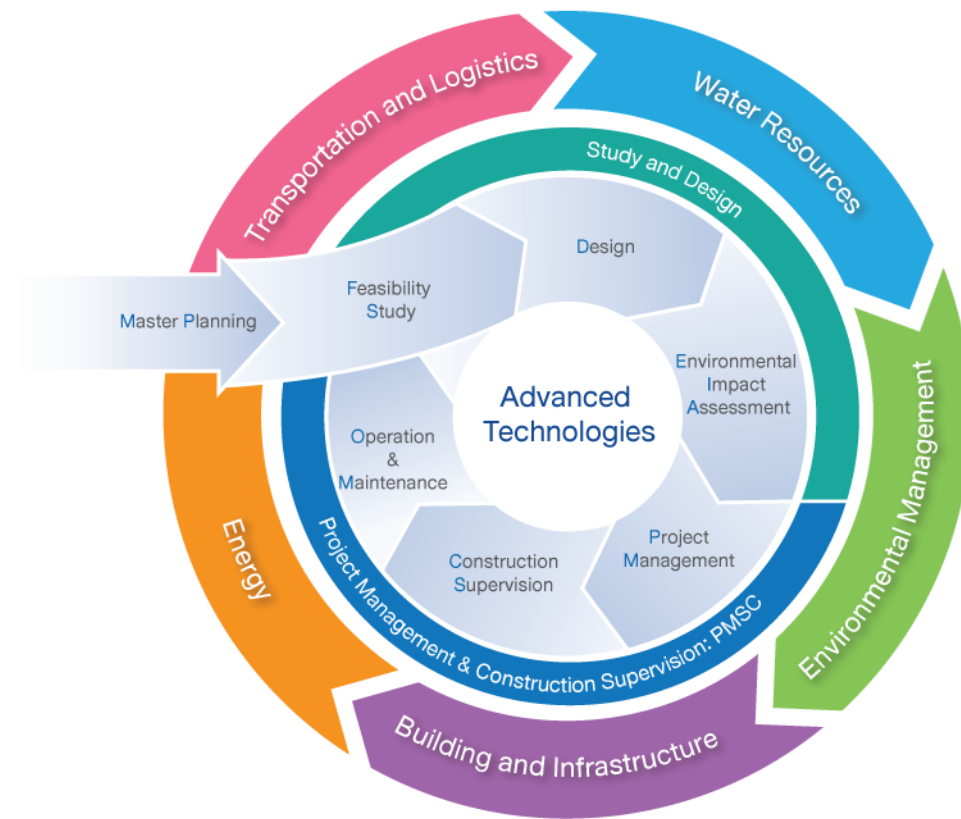 Transportation and Logistics
Water Resources
Study and Design
Design
Feasibility
Study
Master Planning
Environmental
Impact
Assessment
Advanced
Technologies
Environmental Management
Operation
&
Maintenance
Energy
Project
Management
Construction
Supervision
Project Management & Construction Supervision: PMSC
Building and Infrastructure